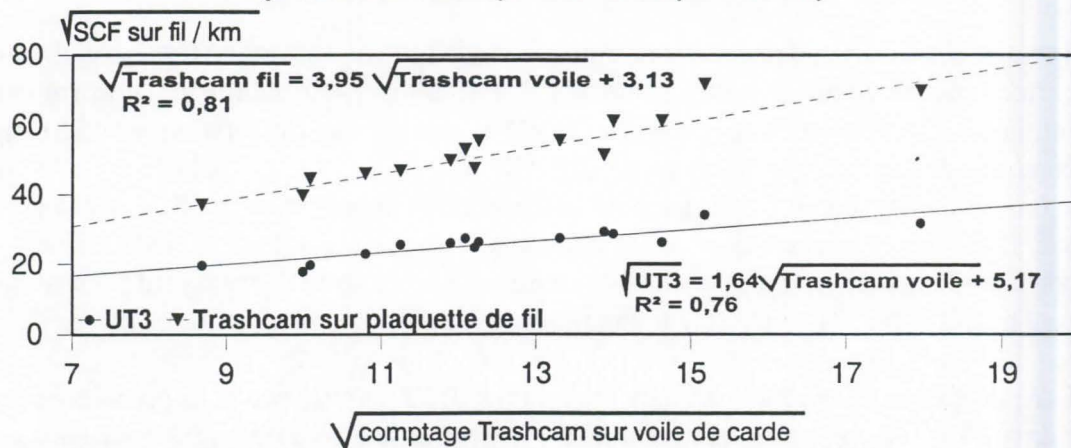 √SCF sur fil / km
80
60
40
20
0
√Trashcam fil = 3,95 √Trashcam voile + 3,13
R² = 0,81
√UT3 = 1,64√Trashcam voile + 5,17
R² = 0,76
UT3 Trashcam sur plaquette de fil
7 9 11 13 15 17 19
√comptage Trashcam sur voile de carde